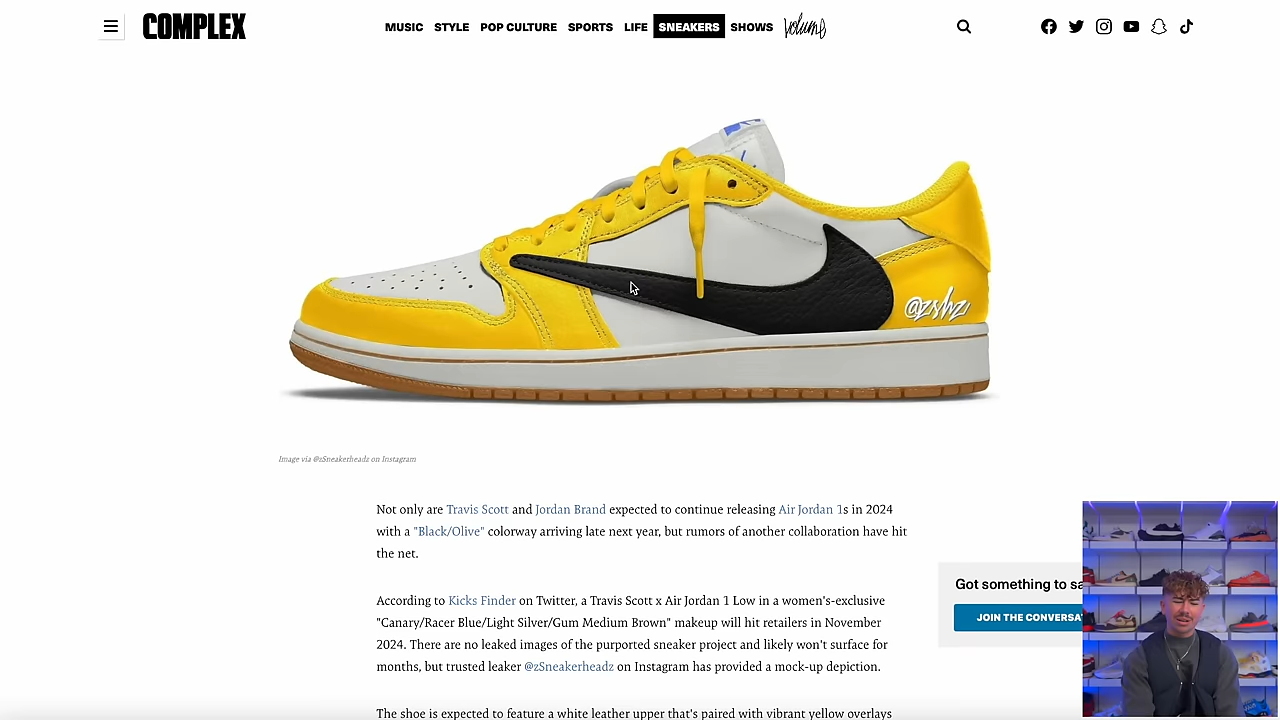 COMPLEX
MUSIC STYLE POP CULTURE SPORTS LIFE SNEAKERS SHOWS Volume
@zshz
Image via @zSneakerheadz on Instagram
Not only are Travis Scott and Jordan Brand expected to continue releasing Air Jordan 1s in 2024
with a "Black/Olive" colorway arriving late next year, but rumors of another collaboration have hit
the net.
According to Kicks Finder on Twitter, a Travis Scott x Air Jordan 1 Low in a women's-exclusive
"Canary/Racer Blue/Light Silver/Gum Medium Brown" makeup will hit retailers in November
2024. There are no leaked images of the purported sneaker project and likely won't surface for
months, but trusted leaker @zSneakerheadz on Instagram has provided a mock-up depiction.
The shoe is expected to feature a white leather upper that's paired with vibrant yellow overlays
Got something to sa
JOIN THE CONVERSA